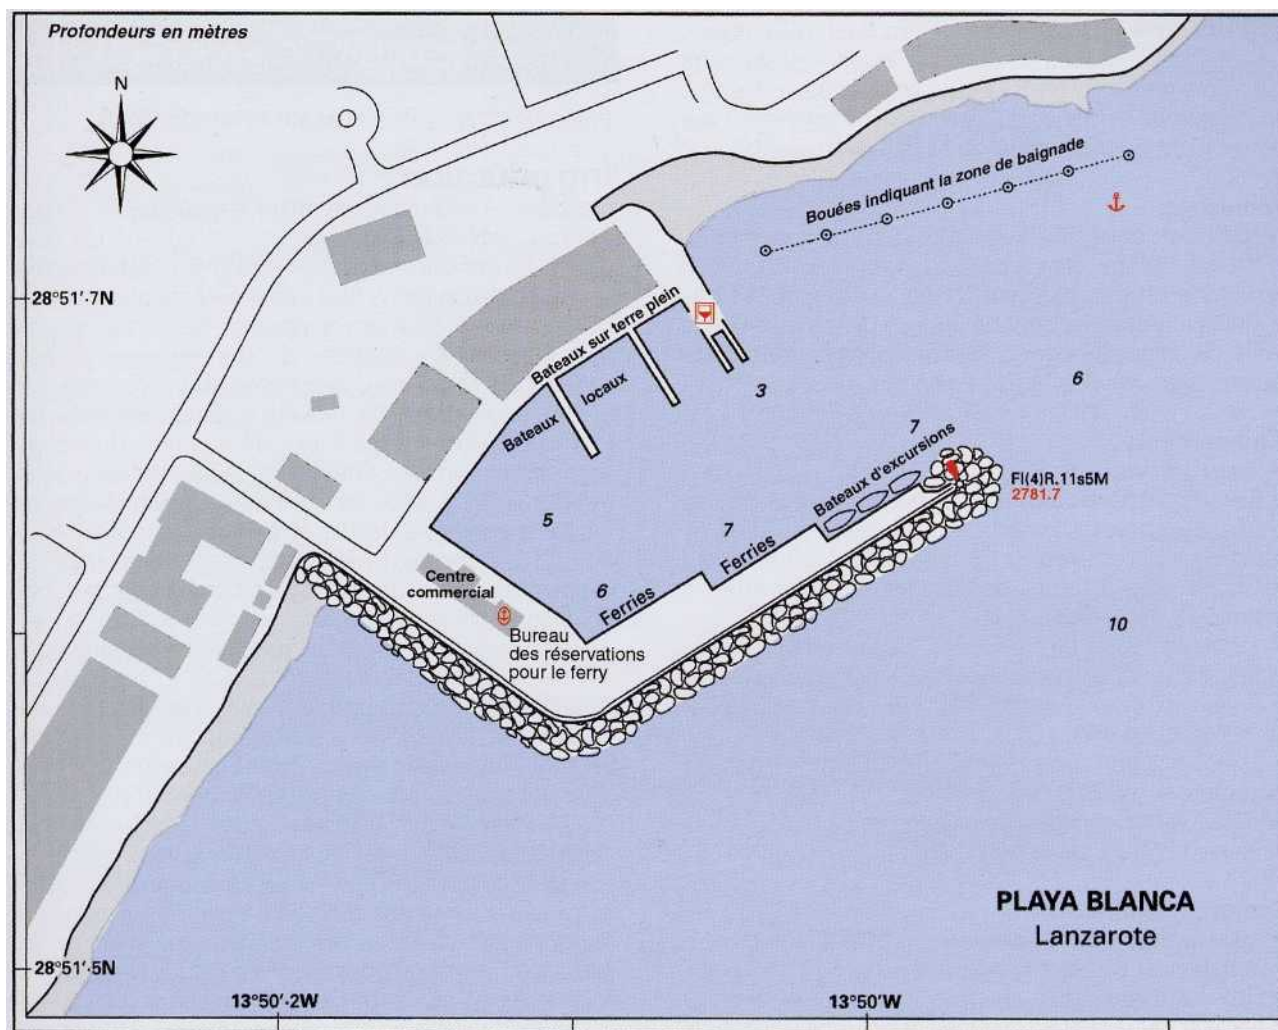 Profondeurs en mètres
N
Bouées indiquant la zone de baignade
28°51'·7N
Bateaux sur terre plein
Bateaux locaux
3
6
7
Bateaux d'excursions
Fl(4)R.11s5M
2781.7
5
7
Ferries
6
Ferries
Centre
commercial
Bureau
des réservations
pour le ferry
10
PLAYA BLANCA
Lanzarote
28°51'·5N
13°50'·2W
13°50'W